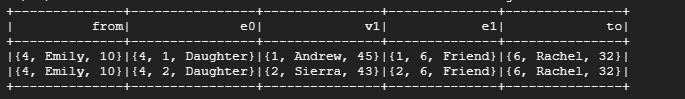 +--------------+----------------+---------------+--------------+---------------+
|          from|              e0|             v1|            e1|             to|
+--------------+----------------+---------------+--------------+---------------+
|{4, Emily, 10}|{4, 1, Daughter}|{1, Andrew, 45}|{1, 6, Friend}|{6, Rachel, 32}|
|{4, Emily, 10}|{4, 2, Daughter}|{2, Sierra, 43}|{2, 6, Friend}|{6, Rachel, 32}|
+--------------+----------------+---------------+--------------+---------------+